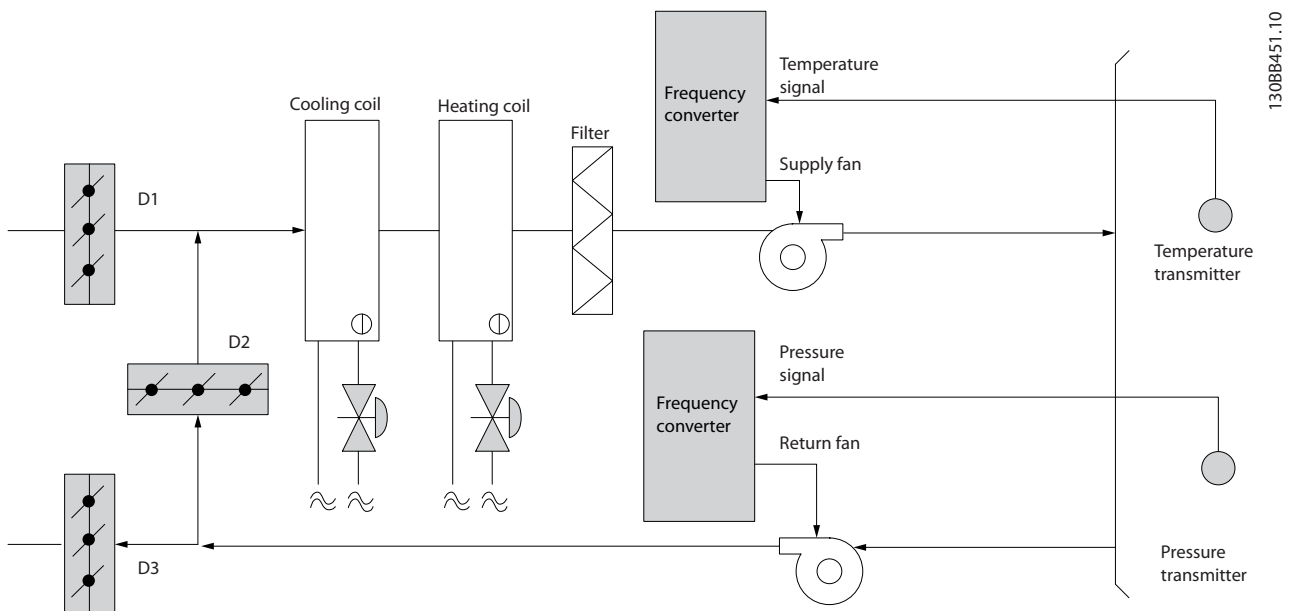 130BB451.10
Temperature
signal
Cooling coil
Heating coil
Frequency
converter
Filter
Supply fan
D1
Temperature
transmitter
D2
Pressure
signal
Frequency
converter
Return fan
D3
Pressure
transmitter